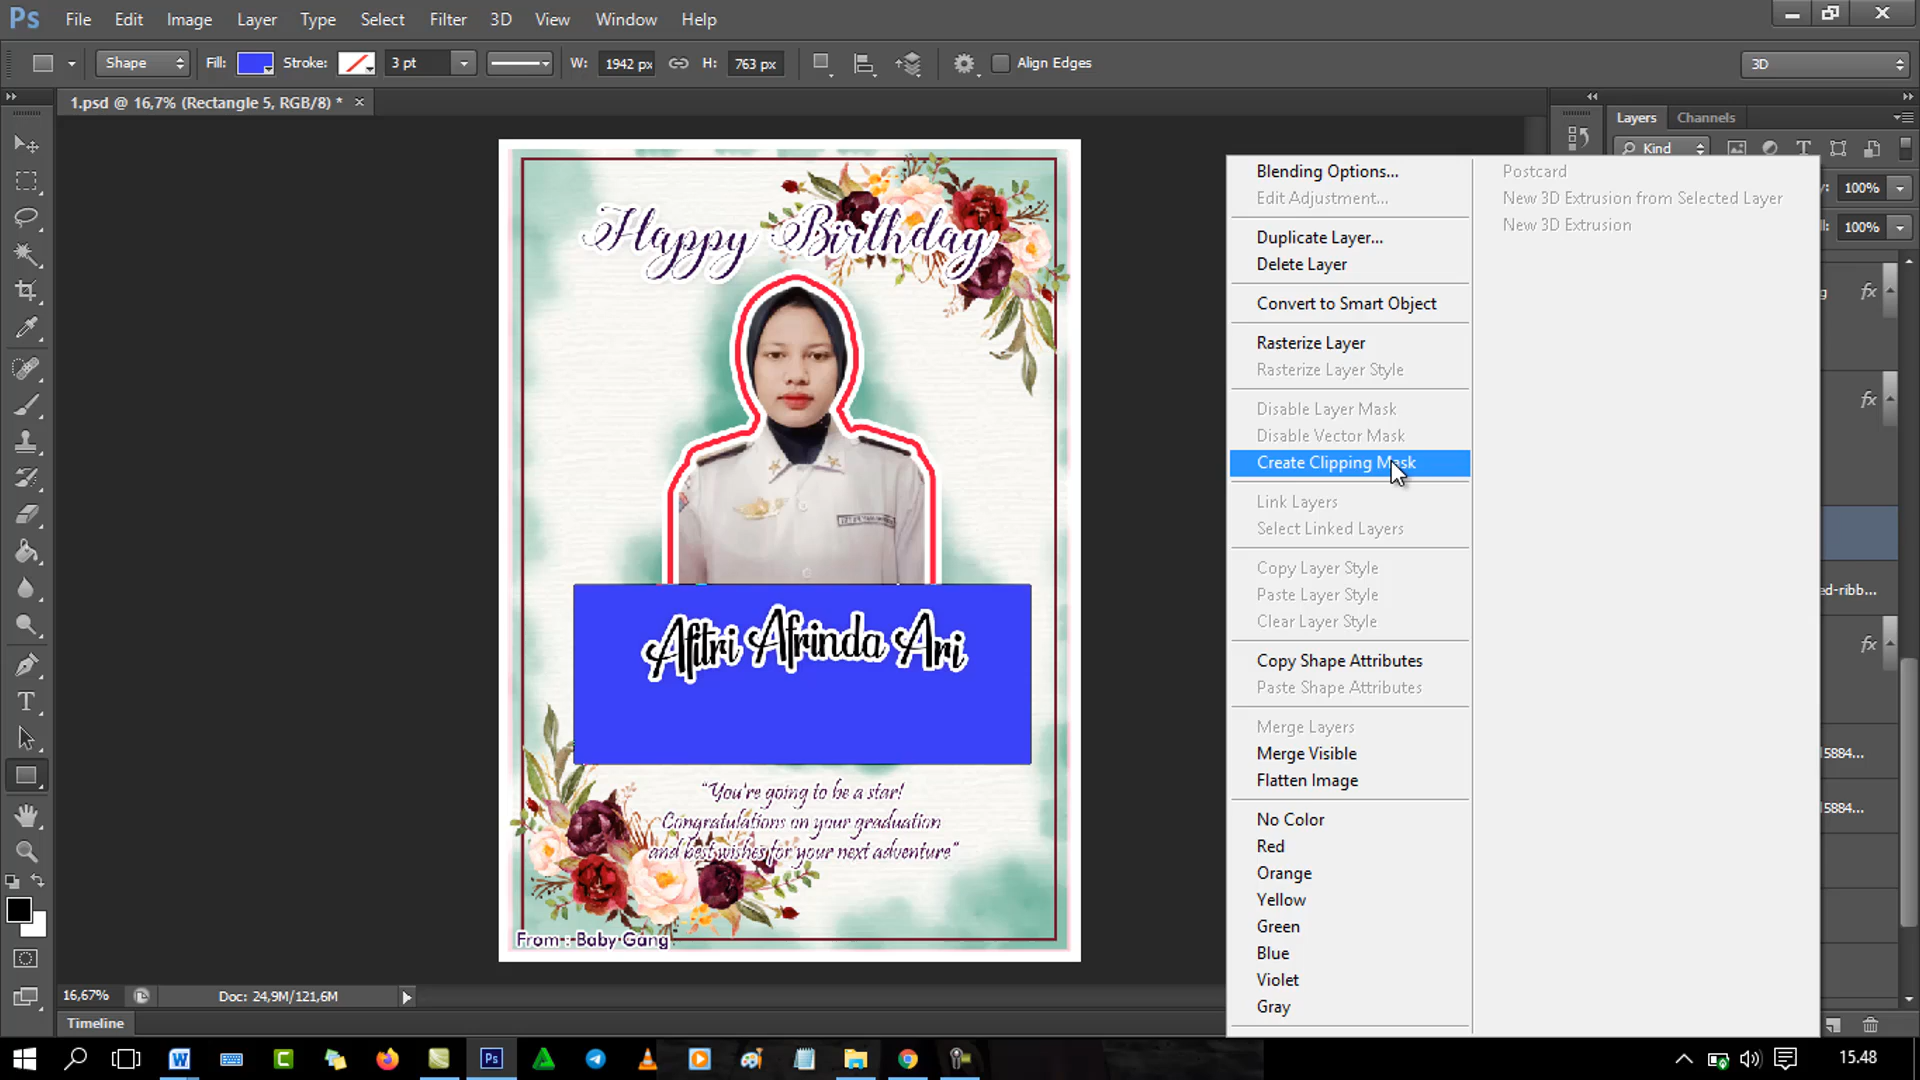 Ps File Edit Image Layer Type Select Filter 3D View Window Help
Shape Fill: Stroke: 3 pt W: 1942 px H: 763 px Align Edges 3D
1.psd @ 16,7% (Rectangle 5, RGB/8) *
Layers Channels
Kind
100%
100%
Happy Birthday
Afitri Afrinda Ari
"You're going to be a star!
Congratulations on your graduation
and best wishes for your next adventure"
From : Baby Gang
Blending Options...
Edit Adjustment...
Duplicate Layer...
Delete Layer
Convert to Smart Object
Rasterize Layer
Rasterize Layer Style
Disable Layer Mask
Disable Vector Mask
Create Clipping Mask
Link Layers
Select Linked Layers
Copy Layer Style
Paste Layer Style
Clear Layer Style
Copy Shape Attributes
Paste Shape Attributes
Merge Layers
Merge Visible
Flatten Image
No Color
Red
Orange
Yellow
Green
Blue
Violet
Gray
Postcard
New 3D Extrusion from Selected Layer
New 3D Extrusion
fx
fx
ed-ribb...
fx
5884...
5884...
16,67% Doc: 24,9M/121,6M
Timeline
15.48